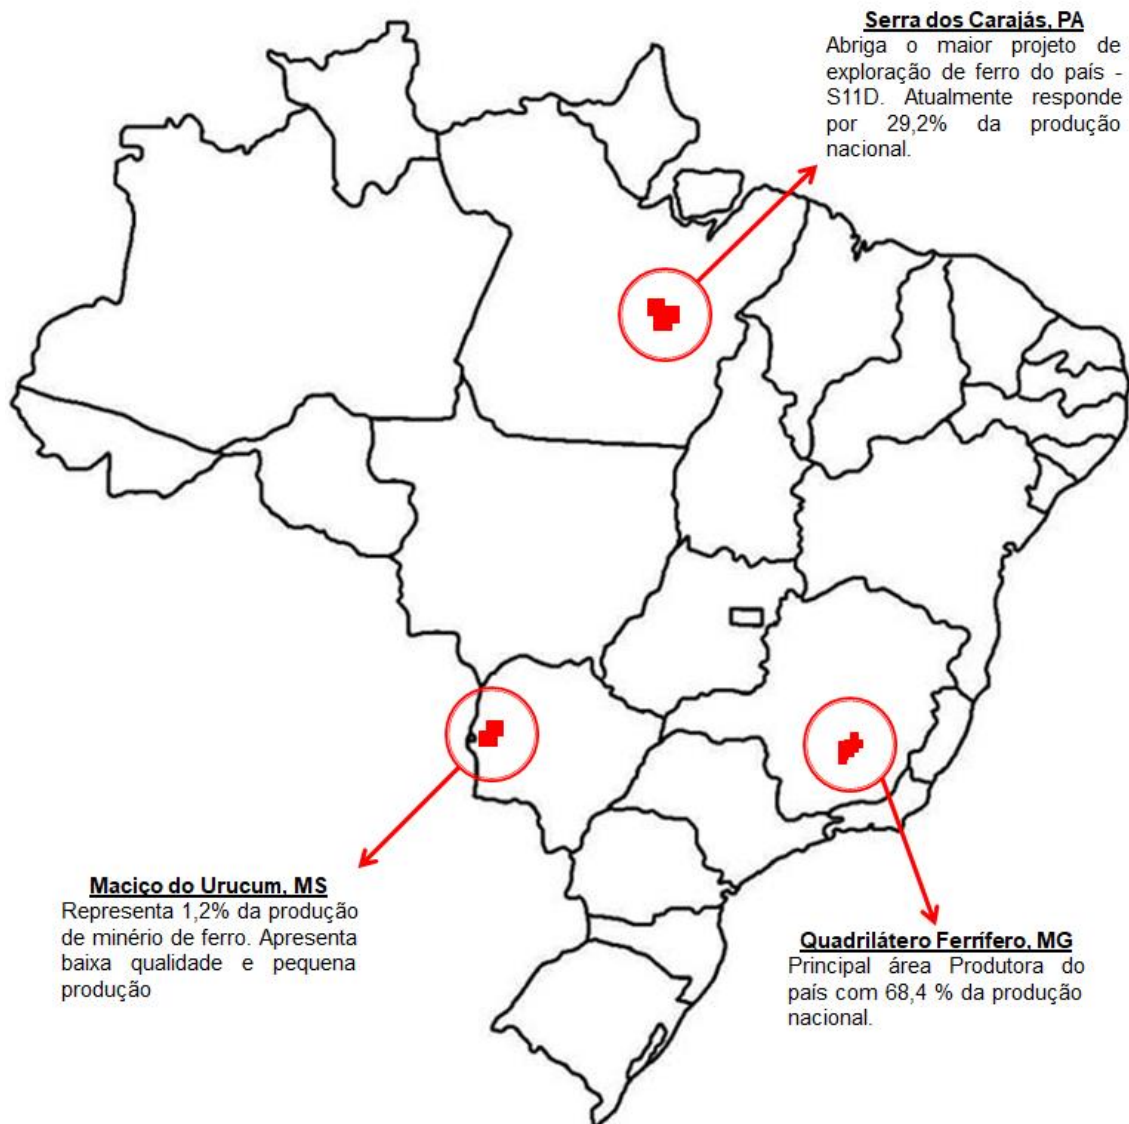 Serra dos Carajás, PA
Abriga o maior projeto de
exploração de ferro do país -
S11D. Atualmente responde
por 29,2% da produção
nacional.
Maciço do Urucum, MS
Representa 1,2% da produção
de minério de ferro. Apresenta
baixa qualidade e pequena
produção
Quadrilátero Ferrífero, MG
Principal área Produtora do
país com 68,4 % da produção
nacional.